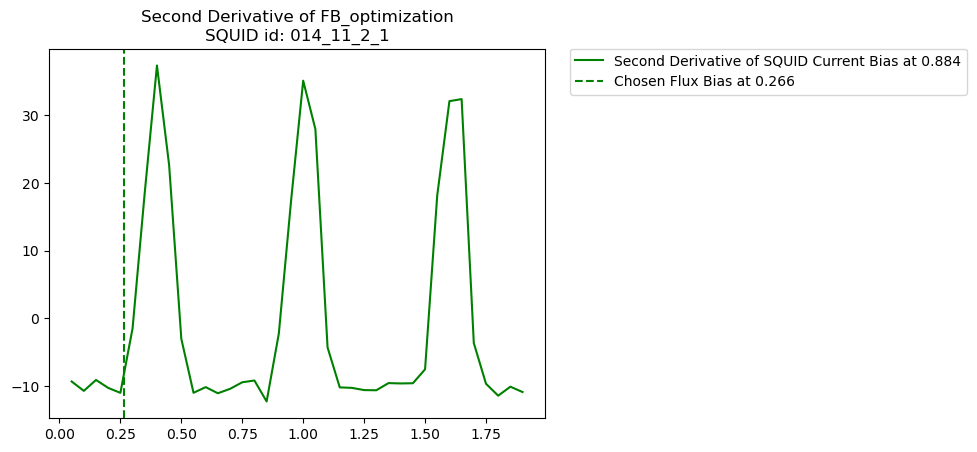 Second Derivative of FB_optimization
SQUID id: 014_11_2_1
Second Derivative of SQUID Current Bias at 0.884
Chosen Flux Bias at 0.266
30
20
10
0
−10
0.00 0.25 0.50 0.75 1.00 1.25 1.50 1.75